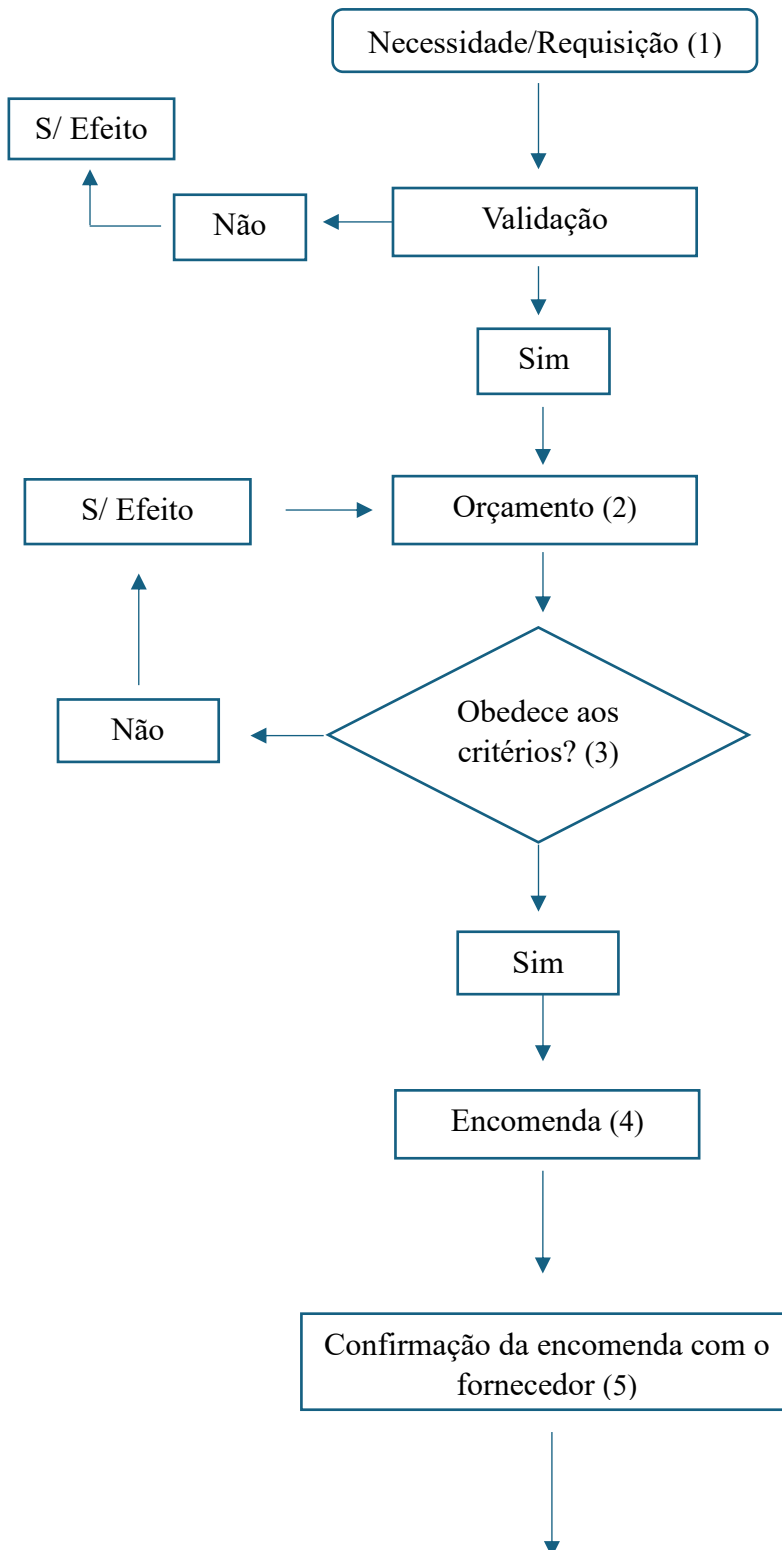 Necessidade/Requisição (1)
S/ Efeito
Não
Validação
Sim
S/ Efeito
Orçamento (2)
Não
Obedece aos
critérios? (3)
Sim
Encomenda (4)
Confirmação da encomenda com o
fornecedor (5)